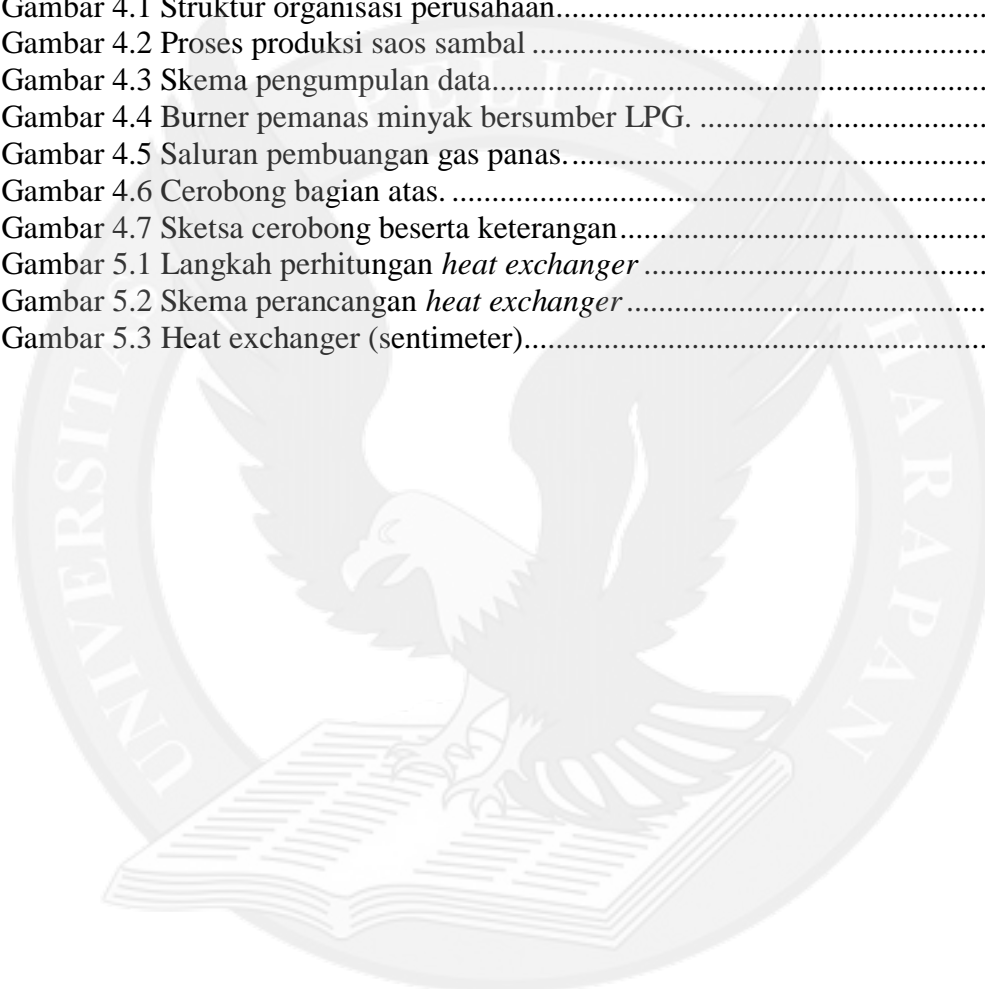 Gambar 4.1 Struktur organisasi perusahaan....................................................................
Gambar 4.2 Proses produksi saos sambal ....................................................................
Gambar 4.3 Skema pengumpulan data....................................................................
Gambar 4.4 Burner pemanas minyak bersumber LPG. ................................................
Gambar 4.5 Saluran pembuangan gas panas...............................................................
Gambar 4.6 Cerobong bagian atas. ..............................................................................
Gambar 4.7 Sketsa cerobong beserta keterangan..........................................................
Gambar 5.1 Langkah perhitungan heat exchanger ......................................................
Gambar 5.2 Skema perancangan heat exchanger .........................................................
Gambar 5.3 Heat exchanger (sentimeter)......................................................................
UNIVERSITAS PELITA HARAPAN